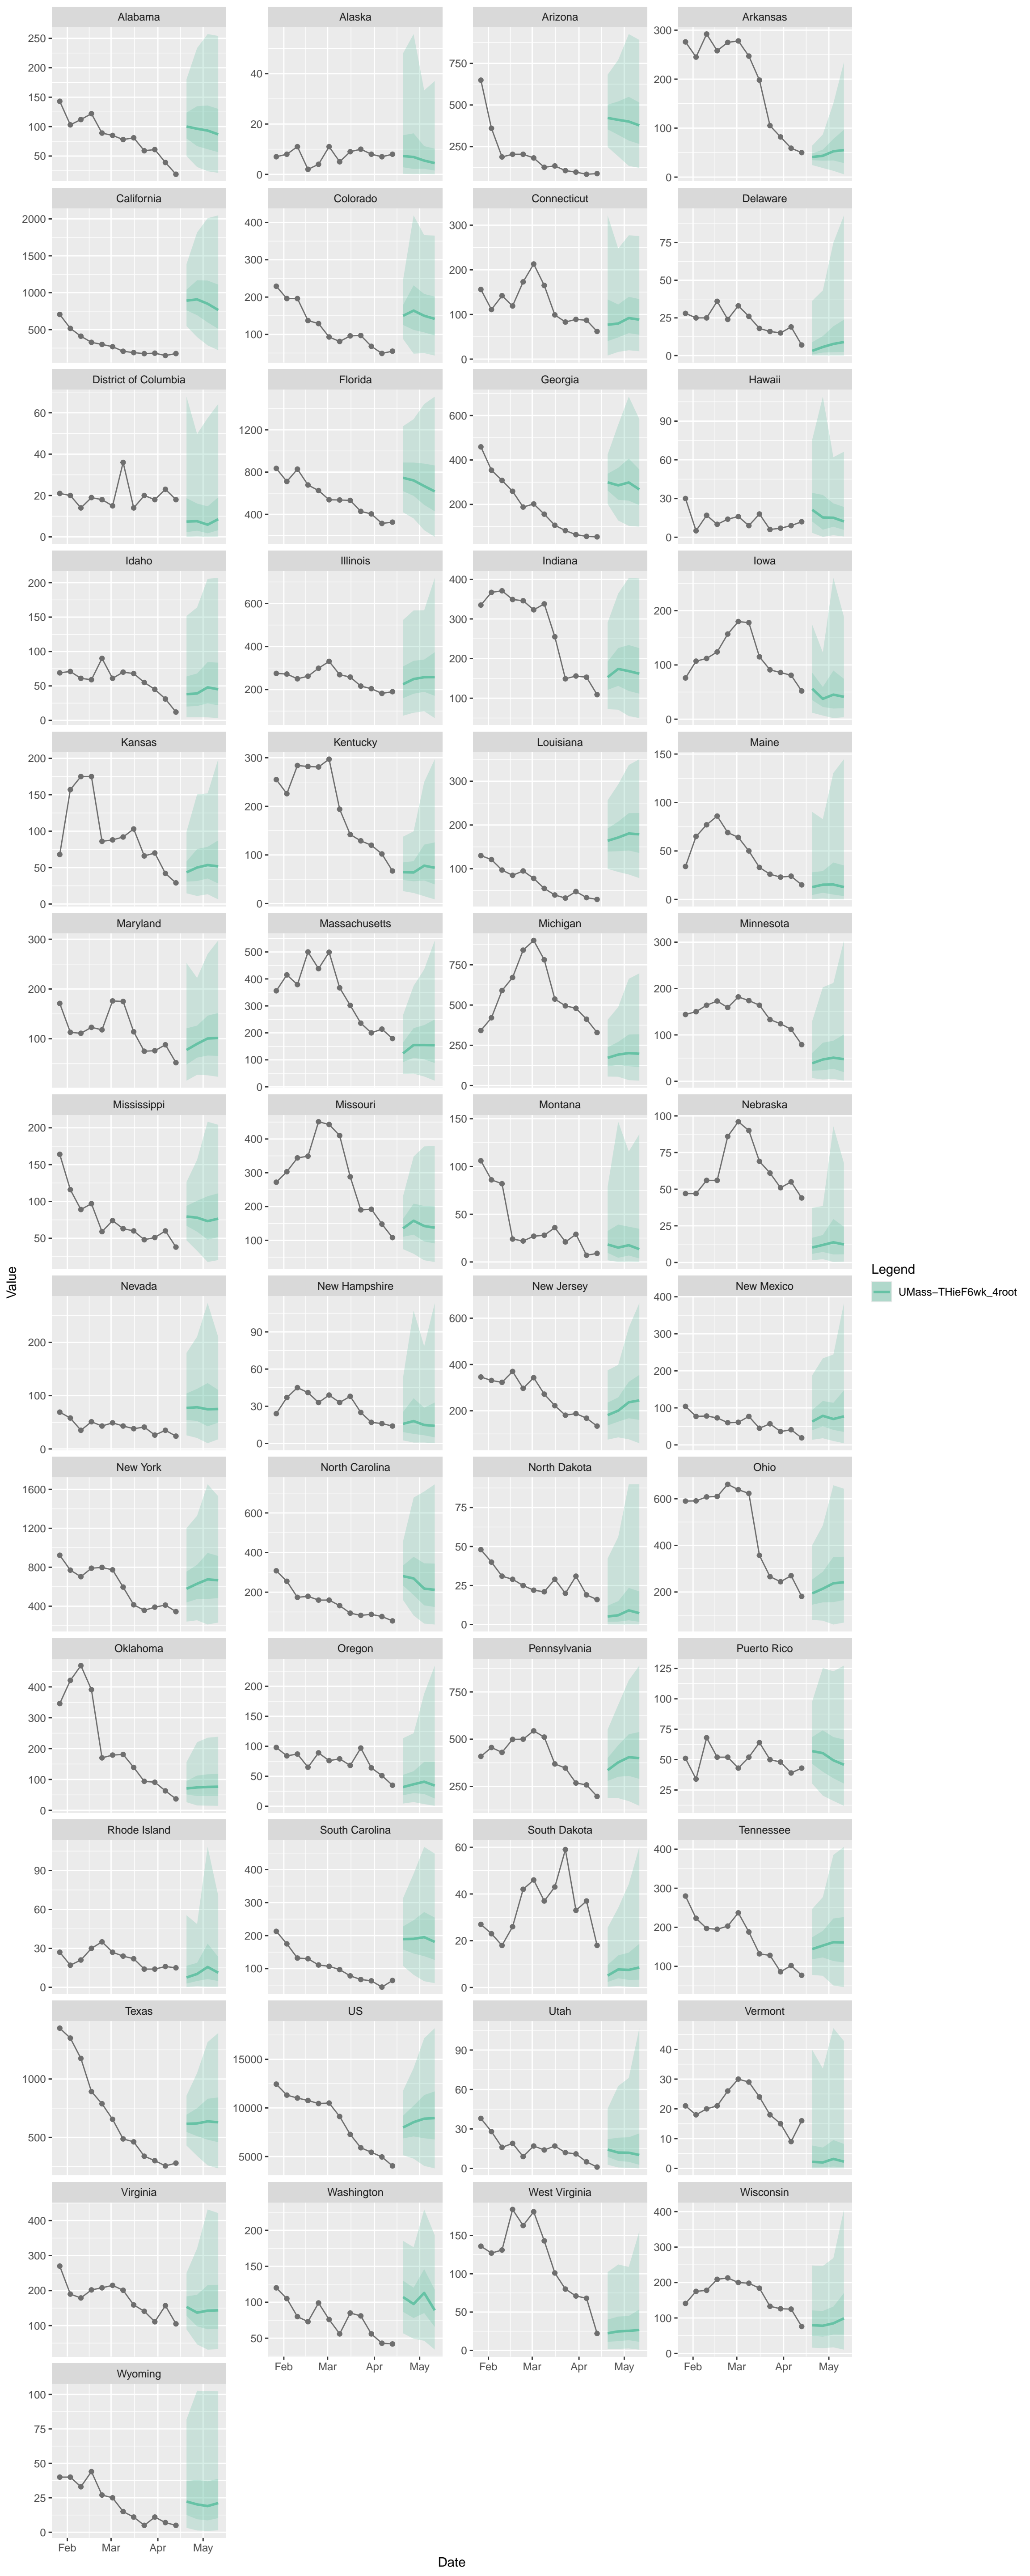 Alabama Alaska Arizona Arkansas
250 200 150 100 50
40 20 0
750 500 250
300 200 100 0
California Colorado Connecticut Delaware
2000 1500 1000 500
400 300 200 100
300 200 100 0
75 50 25 0
District of Columbia Florida Georgia Hawaii
60 40 20 0
1200 800 400
600 400 200
90 60 30 0
Idaho Illinois Indiana Iowa
200 150 100 50 0
600 400 200
400 300 200 100
200 100 0
Kansas Kentucky Louisiana Maine
200 150 100 50 0
300 200 100 0
300 200 100
150 100 50 0
Maryland Massachusetts Michigan Minnesota
300 200 100
500 400 300 200 100 0
750 500 250 0
300 200 100 0
Mississippi Missouri Montana Nebraska
200 150 100 50
400 300 200 100
150 100 50 0
100 75 50 25 0
Value
Legend
UMass−THieF6wk_4root
Nevada New Hampshire New Jersey New Mexico
200 100 0
90 60 30 0
600 400 200
400 300 200 100 0
New York North Carolina North Dakota Ohio
1600 1200 800 400
600 400 200
75 50 25 0
600 400 200
Oklahoma Oregon Pennsylvania Puerto Rico
400 300 200 100 0
200 150 100 50 0
750 500 250
125 100 75 50 25
Rhode Island South Carolina South Dakota Tennessee
90 60 30 0
400 300 200 100
60 40 20 0
400 300 200 100
Texas US Utah Vermont
1000 500
15000 10000 5000
90 60 30 0
40 30 20 10 0
Virginia Washington West Virginia Wisconsin
400 300 200 100
200 150 100 50
150 100 50 0
400 300 200 100 0
Feb Mar Apr May Feb Mar Apr May Feb Mar Apr May
Wyoming
100 75 50 25 0
Feb Mar Apr May
Date